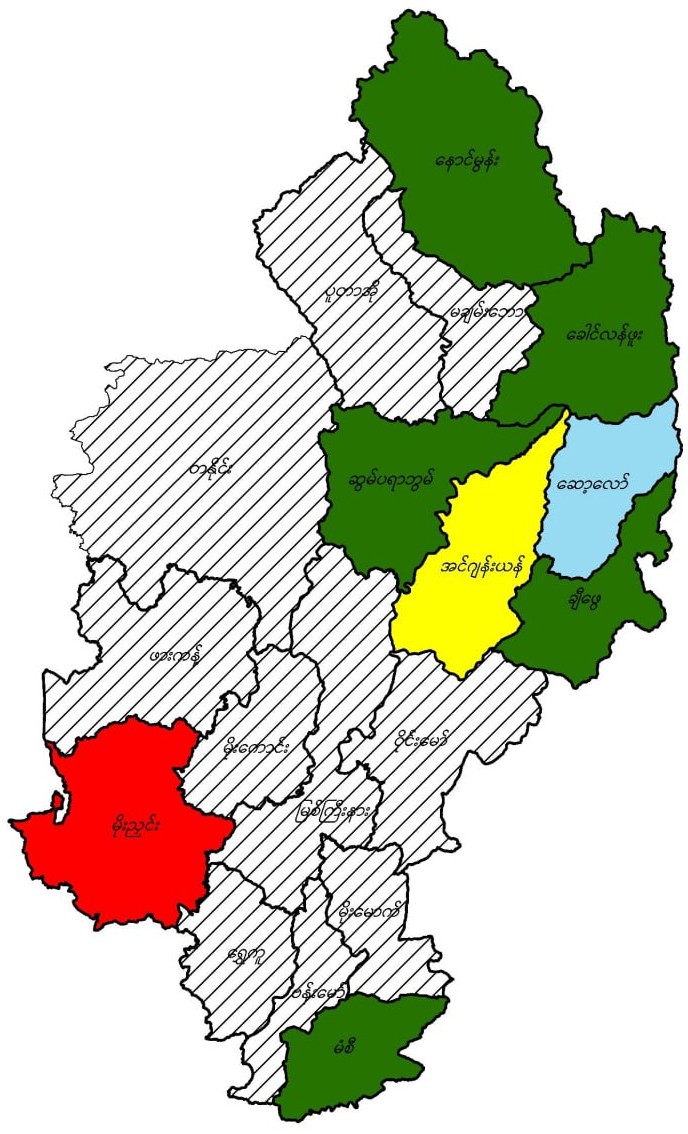 နောင်မွန်း
ပူတာအို
မချမ်းဘော
ခေါင်လန်ဖူး
တနိုင်း
ဆွမ်ပရာဘွမ်
ဆော့လော်
အင်ဂျန်းယန်
ချီဖွေ
ဖားကန့်
မိုးကောင်း
ဝိုင်းမော်
မြစ်ကြီးနား
မိုးညှင်း
မိုးမောက်
ရွှေကူ
ဗန်းမော်
မံစီ